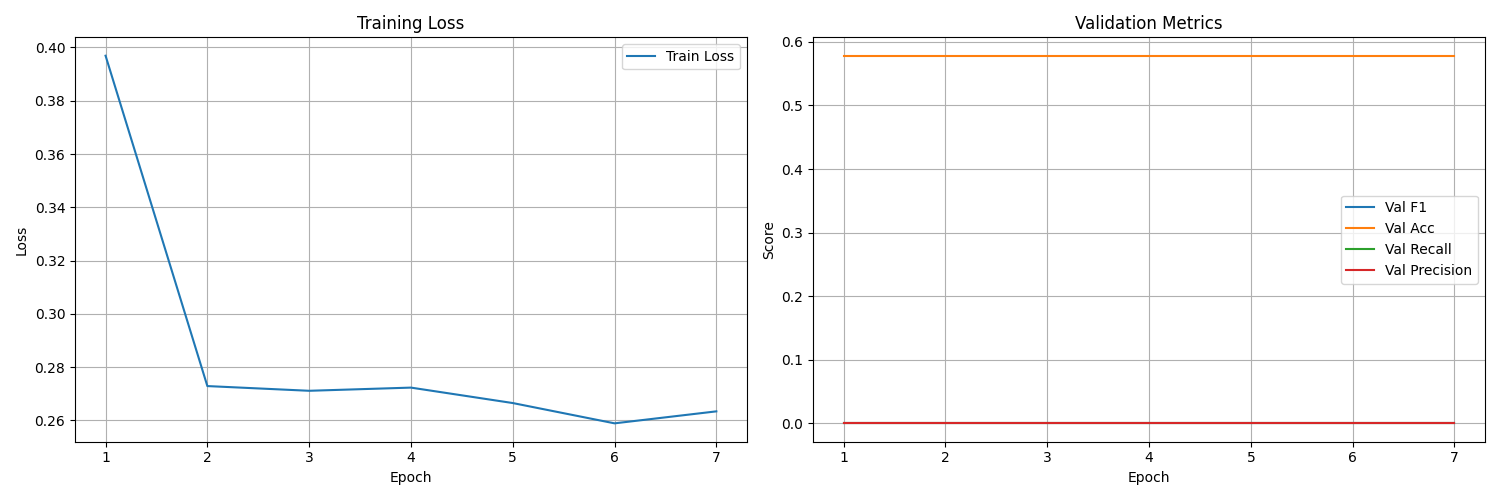 Training Loss
0.40
0.38
0.36
0.34
0.32
0.30
0.28
0.26
Loss
Train Loss
1 2 3 4 5 6 7
Epoch
Validation Metrics
0.6
0.5
0.4
0.3
0.2
0.1
0.0
Score
Val F1
Val Acc
Val Recall
Val Precision
1 2 3 4 5 6 7
Epoch